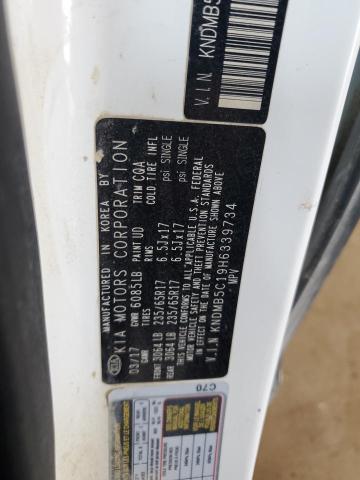 V.I.N. KNDMB5
MANUFACTURED IN KOREA BY
KIA MOTORS CORPORATION
KIA
03/17 GVWR 6085LB PAINT UD TRIM CQA
GAWR TIRES RIMS COLD TIRE INFL
FRONT 3064LB 235/65R17 6.5Jx17 psi SINGLE
REAR 3064LB 235/65R17 6.5Jx17 psi SINGLE
THIS VEHICLE CONFORMS TO ALL APPLICABLE U.S.A. FEDERAL
MOTOR VEHICLE SAFETY, BUMPER, AND THEFT PREVENTION STANDARDS
IN EFFECT ON THE DATE OF MANUFACTURE SHOWN ABOVE.
V.I.N KNDMB5C19H6339734
MPV
C70